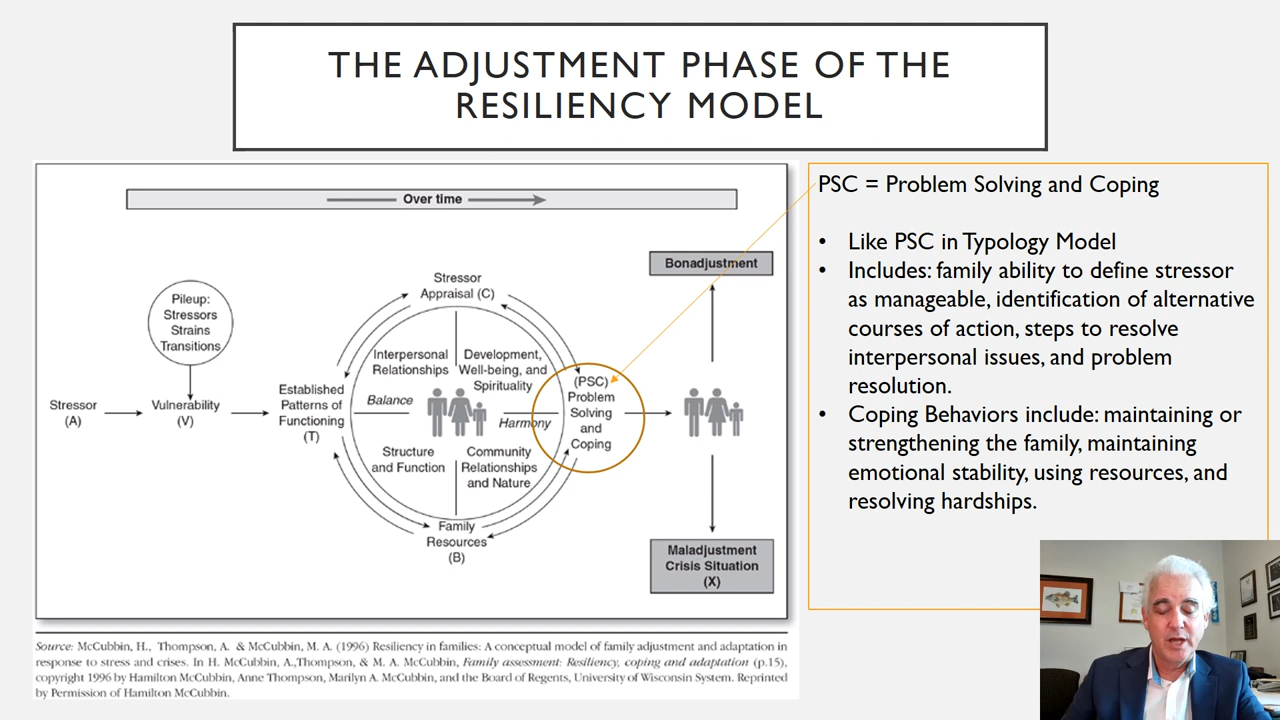 THE ADJUSTMENT PHASE OF THE
RESILIENCY MODEL
Over time
Bonadjustment
Stressor
Appraisal (C)
Pileup:
Stressors
Strains
Transitions
Interpersonal
Relationships
Development,
Well-being, and
Spirituality
Established
Patterns of
Functioning
(T)
Balance
Harmony
(PSC)
Problem
Solving
and
Coping
Stressor
(A)
Vulnerability
(V)
Structure
and Function
Community
Relationships
and Nature
Family
Resources
(B)
Maladjustment
Crisis Situation
(X)
Source: McCubbin, H., Thompson, A. & McCubbin, M. A. (1996) Resiliency in families: A conceptual model of family adjustment and adaptation in
response to stress and crises. In H. McCubbin, A.,Thompson, & M. A. McCubbin, Family assessment: Resiliency, coping and adaptation (p.15),
copyright 1996 by Hamilton McCubbin, Anne Thompson, Marilyn A. McCubbin, and the Board of Regents, University of Wisconsin System. Reprinted
by Permission of Hamilton McCubbin.
PSC = Problem Solving and Coping
• Like PSC in Typology Model
• Includes: family ability to define stressor
as manageable, identification of alternative
courses of action, steps to resolve
interpersonal issues, and problem
resolution.
• Coping Behaviors include: maintaining or
strengthening the family, maintaining
emotional stability, using resources, and
resolving hardships.